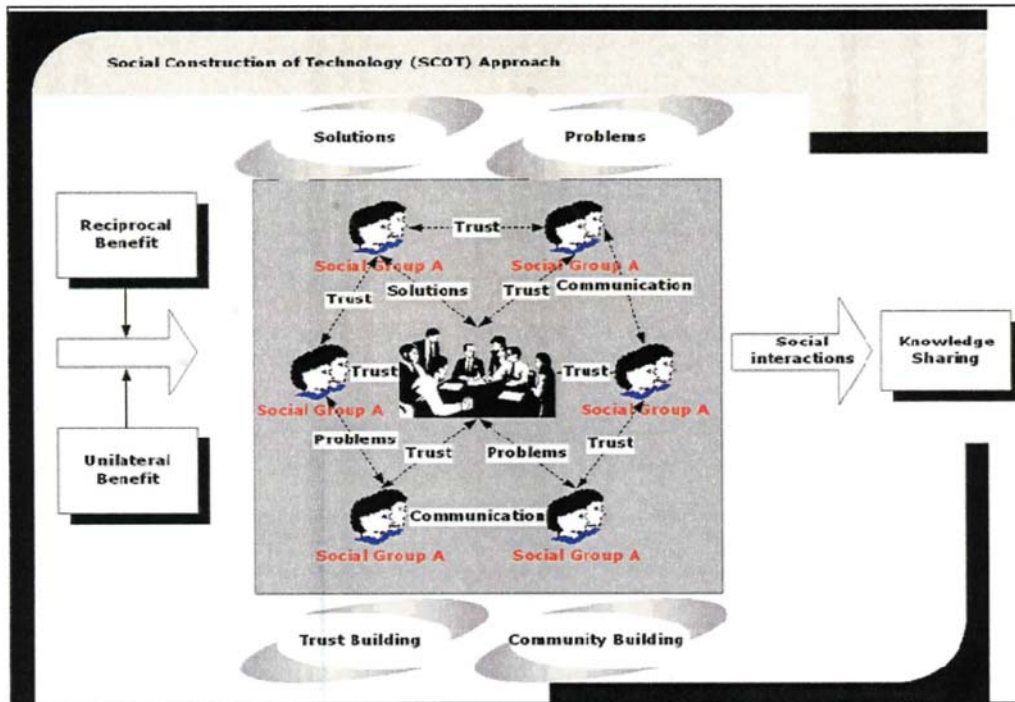 Social Construction of Technology (SCOT) Approach
Solutions
Problems
Reciprocal
Benefit
Trust
Social Group A
Social Group A
Trust
Solutions
Trust
Communication
Social
interactions
Knowledge
Sharing
Trust
Trust
Social Group A
Social Group A
Unilateral
Benefit
Problems
Trust
Problems
Trust
Communication
Social Group A
Social Group A
Trust Building
Community Building